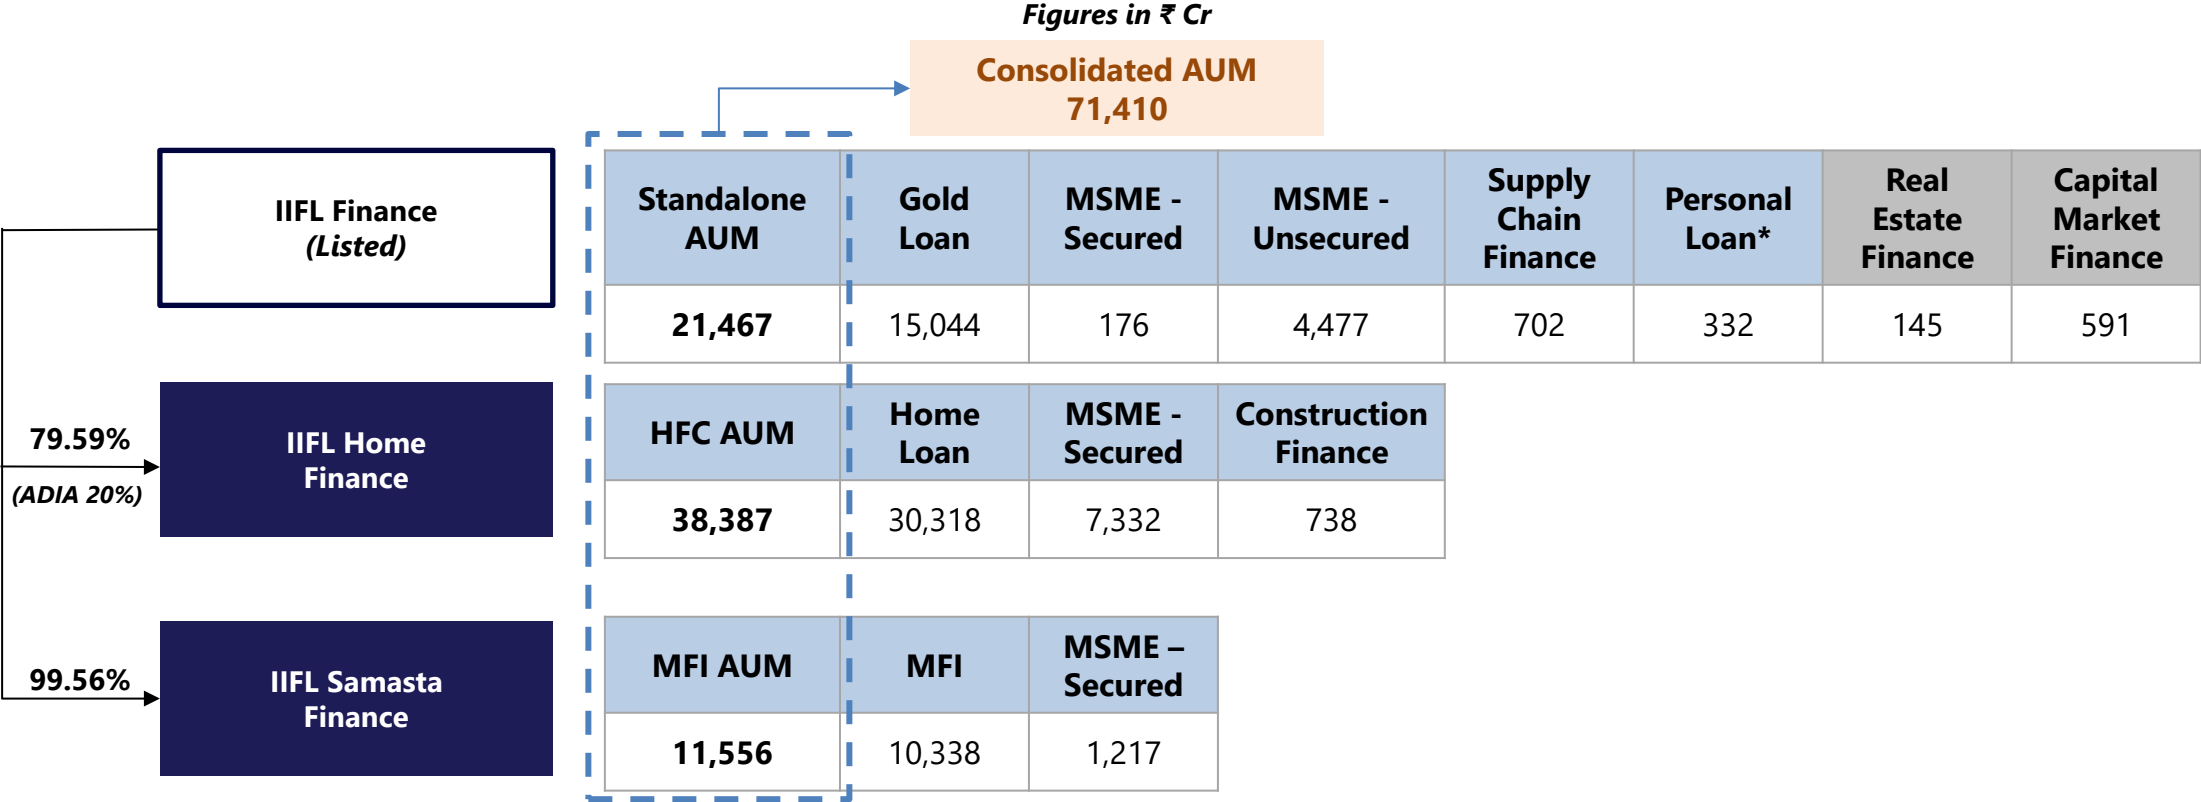 Figures in ₹ Cr
Consolidated AUM
71,410
IIFL Finance
(Listed)
Standalone
AUM
Gold
Loan
MSME -
Secured
MSME -
Unsecured
Supply
Chain
Finance
Personal
Loan*
Real
Estate
Finance
Capital
Market
Finance
21,467
15,044
176
4,477
702
332
145
591
79.59%
(ADIA 20%)
IIFL Home
Finance
HFC AUM
Home
Loan
MSME -
Secured
Construction
Finance
38,387
30,318
7,332
738
99.56%
IIFL Samasta
Finance
MFI AUM
MFI
MSME –
Secured
11,556
10,338
1,217